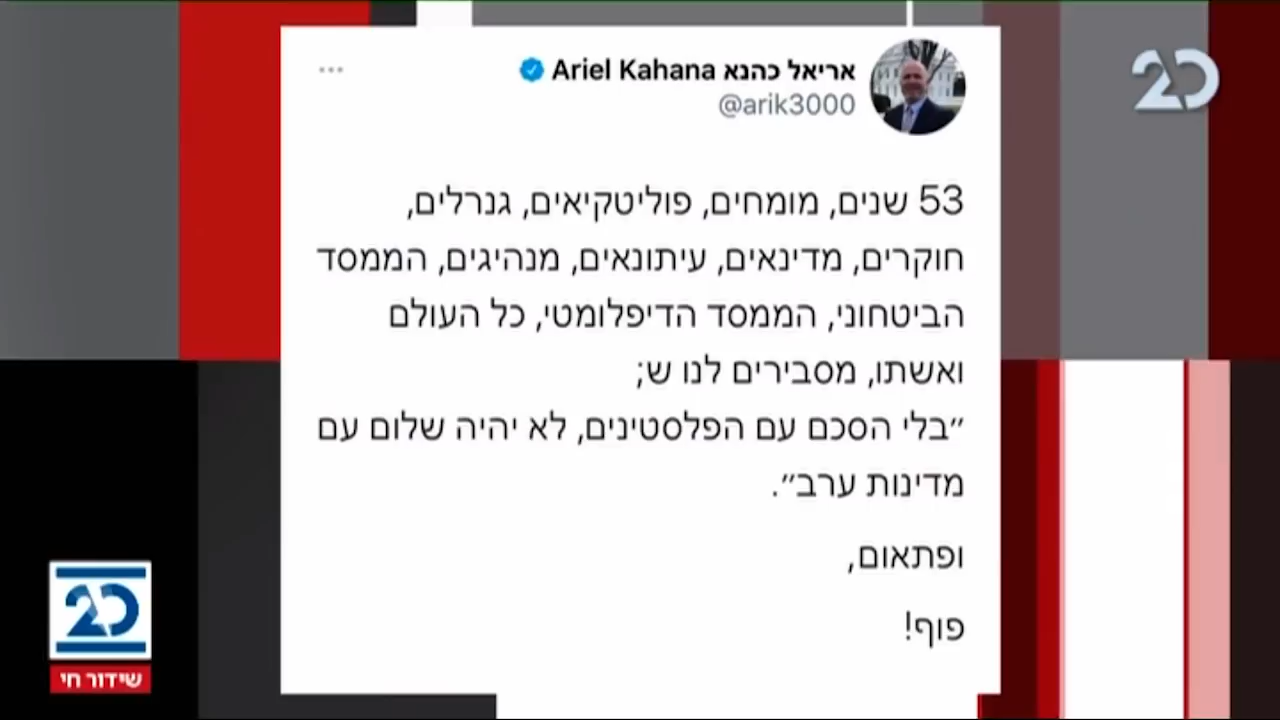 אריאל כהנא Ariel Kahana
@arik3000
53 שנים, מומחים, פוליטקיאים, גנרלים,
חוקרים, מדינאים, עיתונאים, מנהיגים, הממסד
הביטחוני, הממסד הדיפלומטי, כל העולם
ואשתו, מסבירים לנו ש;
״בלי הסכם עם הפלסטינים, לא יהיה שלום עם
מדינות ערב״.
ופתאום,
פוף!
20
20
שידור חי